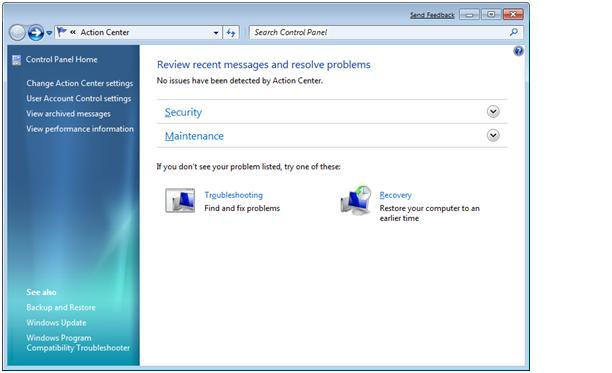 Send Feedback
« Action Center
Search Control Panel
Control Panel Home
Change Action Center settings
User Account Control settings
View archived messages
View performance information
See also
Backup and Restore
Windows Update
Windows Program
Compatibility Troubleshooter
Review recent messages and resolve problems
No issues have been detected by Action Center.
Security
Maintenance
If you don't see your problem listed, try one of these:
Troubleshooting
Find and fix problems
Recovery
Restore your computer to an
earlier time